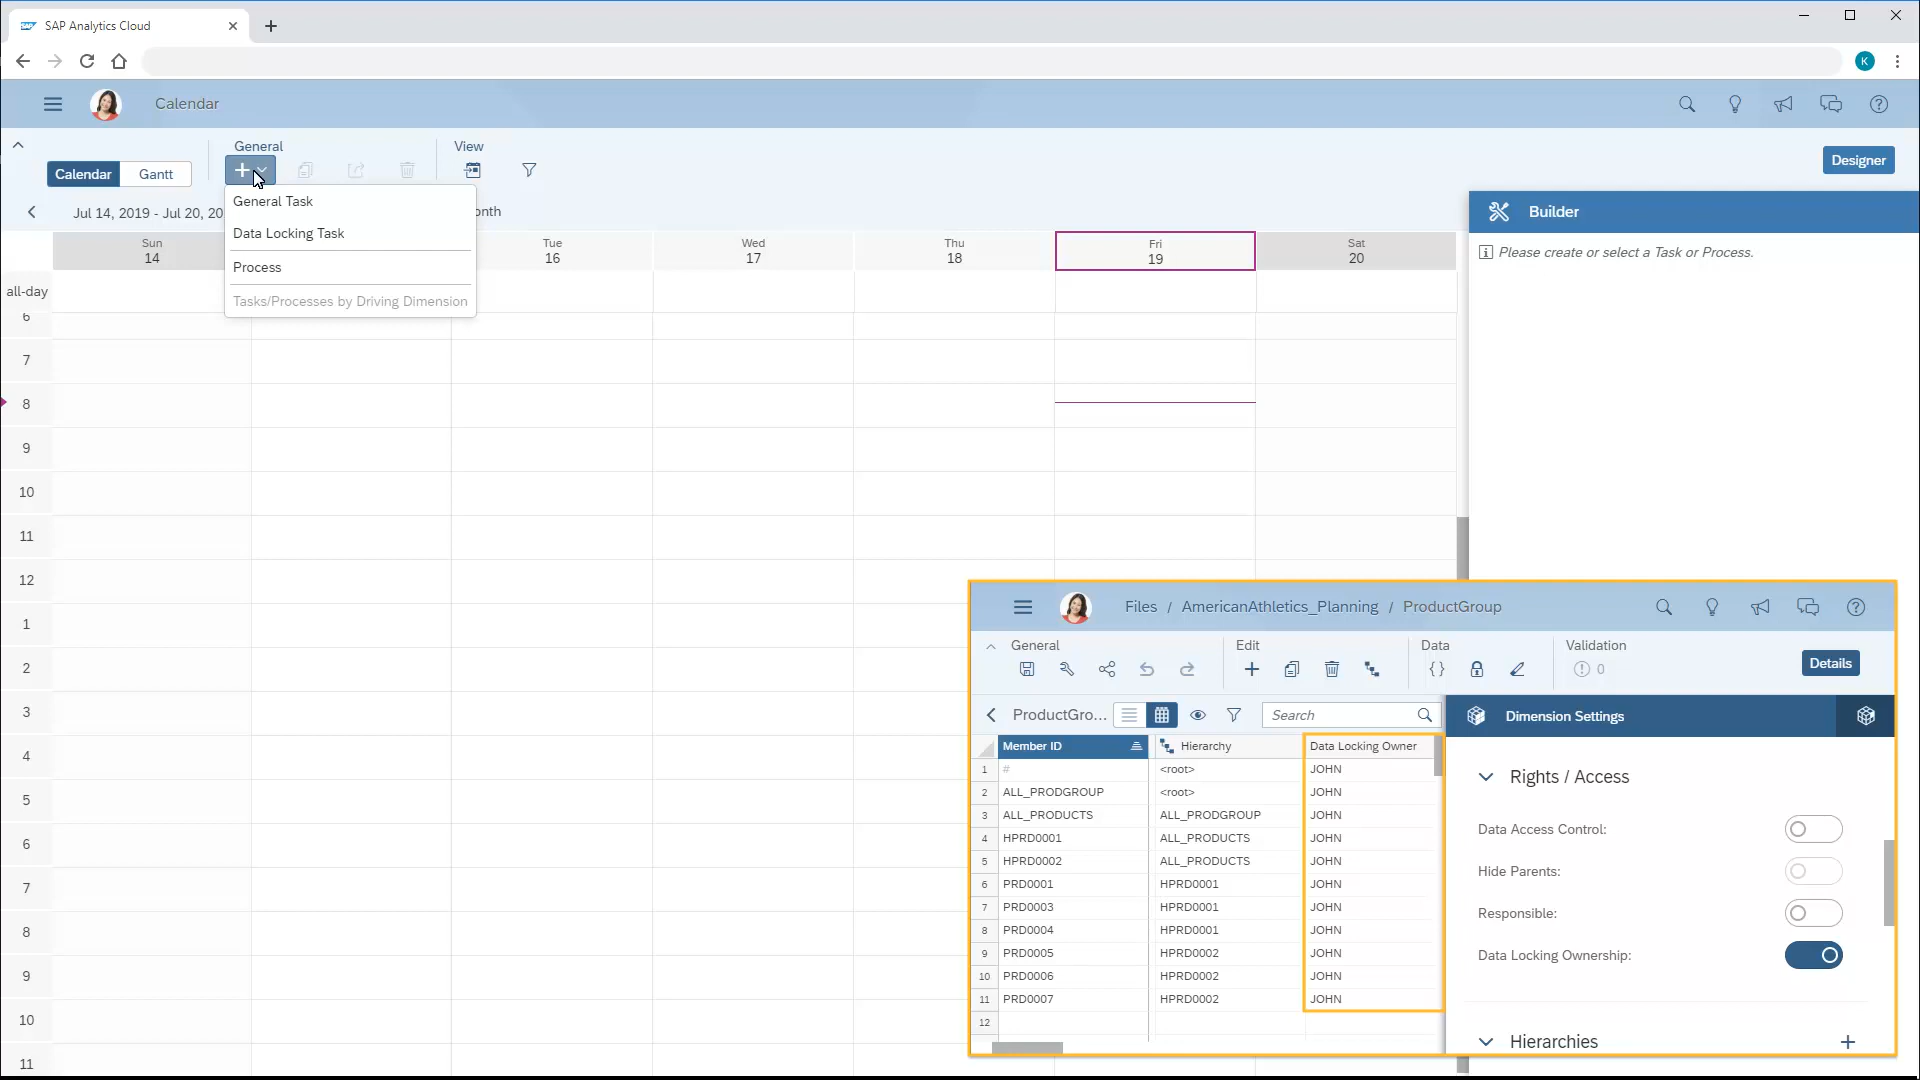 SAP Analytics Cloud
K
Calendar
General
View
Calendar
Gantt
Designer
General Task
Data Locking Task
Process
Tasks/Processes by Driving Dimension
Jul 14, 2019 - Jul 20, 20
onth
Builder
Please create or select a Task or Process.
Sun
14
Tue
16
Wed
17
Thu
18
Fri
19
Sat
20
all-day
6
7
8
9
10
11
12
1
2
3
4
5
6
7
8
9
10
11
Files / AmericanAthletics_Planning / ProductGroup
General
Edit
Data
Validation
0
Details
ProductGro...
Search
Dimension Settings
Member ID Hierarchy Data Locking Owner
1 # <root> JOHN
2 ALL_PRODGROUP <root> JOHN
3 ALL_PRODUCTS ALL_PRODGROUP JOHN
4 HPRD0001 ALL_PRODUCTS JOHN
5 HPRD0002 ALL_PRODUCTS JOHN
6 PRD0001 HPRD0001 JOHN
7 PRD0003 HPRD0001 JOHN
8 PRD0004 HPRD0001 JOHN
9 PRD0005 HPRD0002 JOHN
10 PRD0006 HPRD0002 JOHN
11 PRD0007 HPRD0002 JOHN
12
Rights / Access
Data Access Control:
Hide Parents:
Responsible:
Data Locking Ownership:
Hierarchies